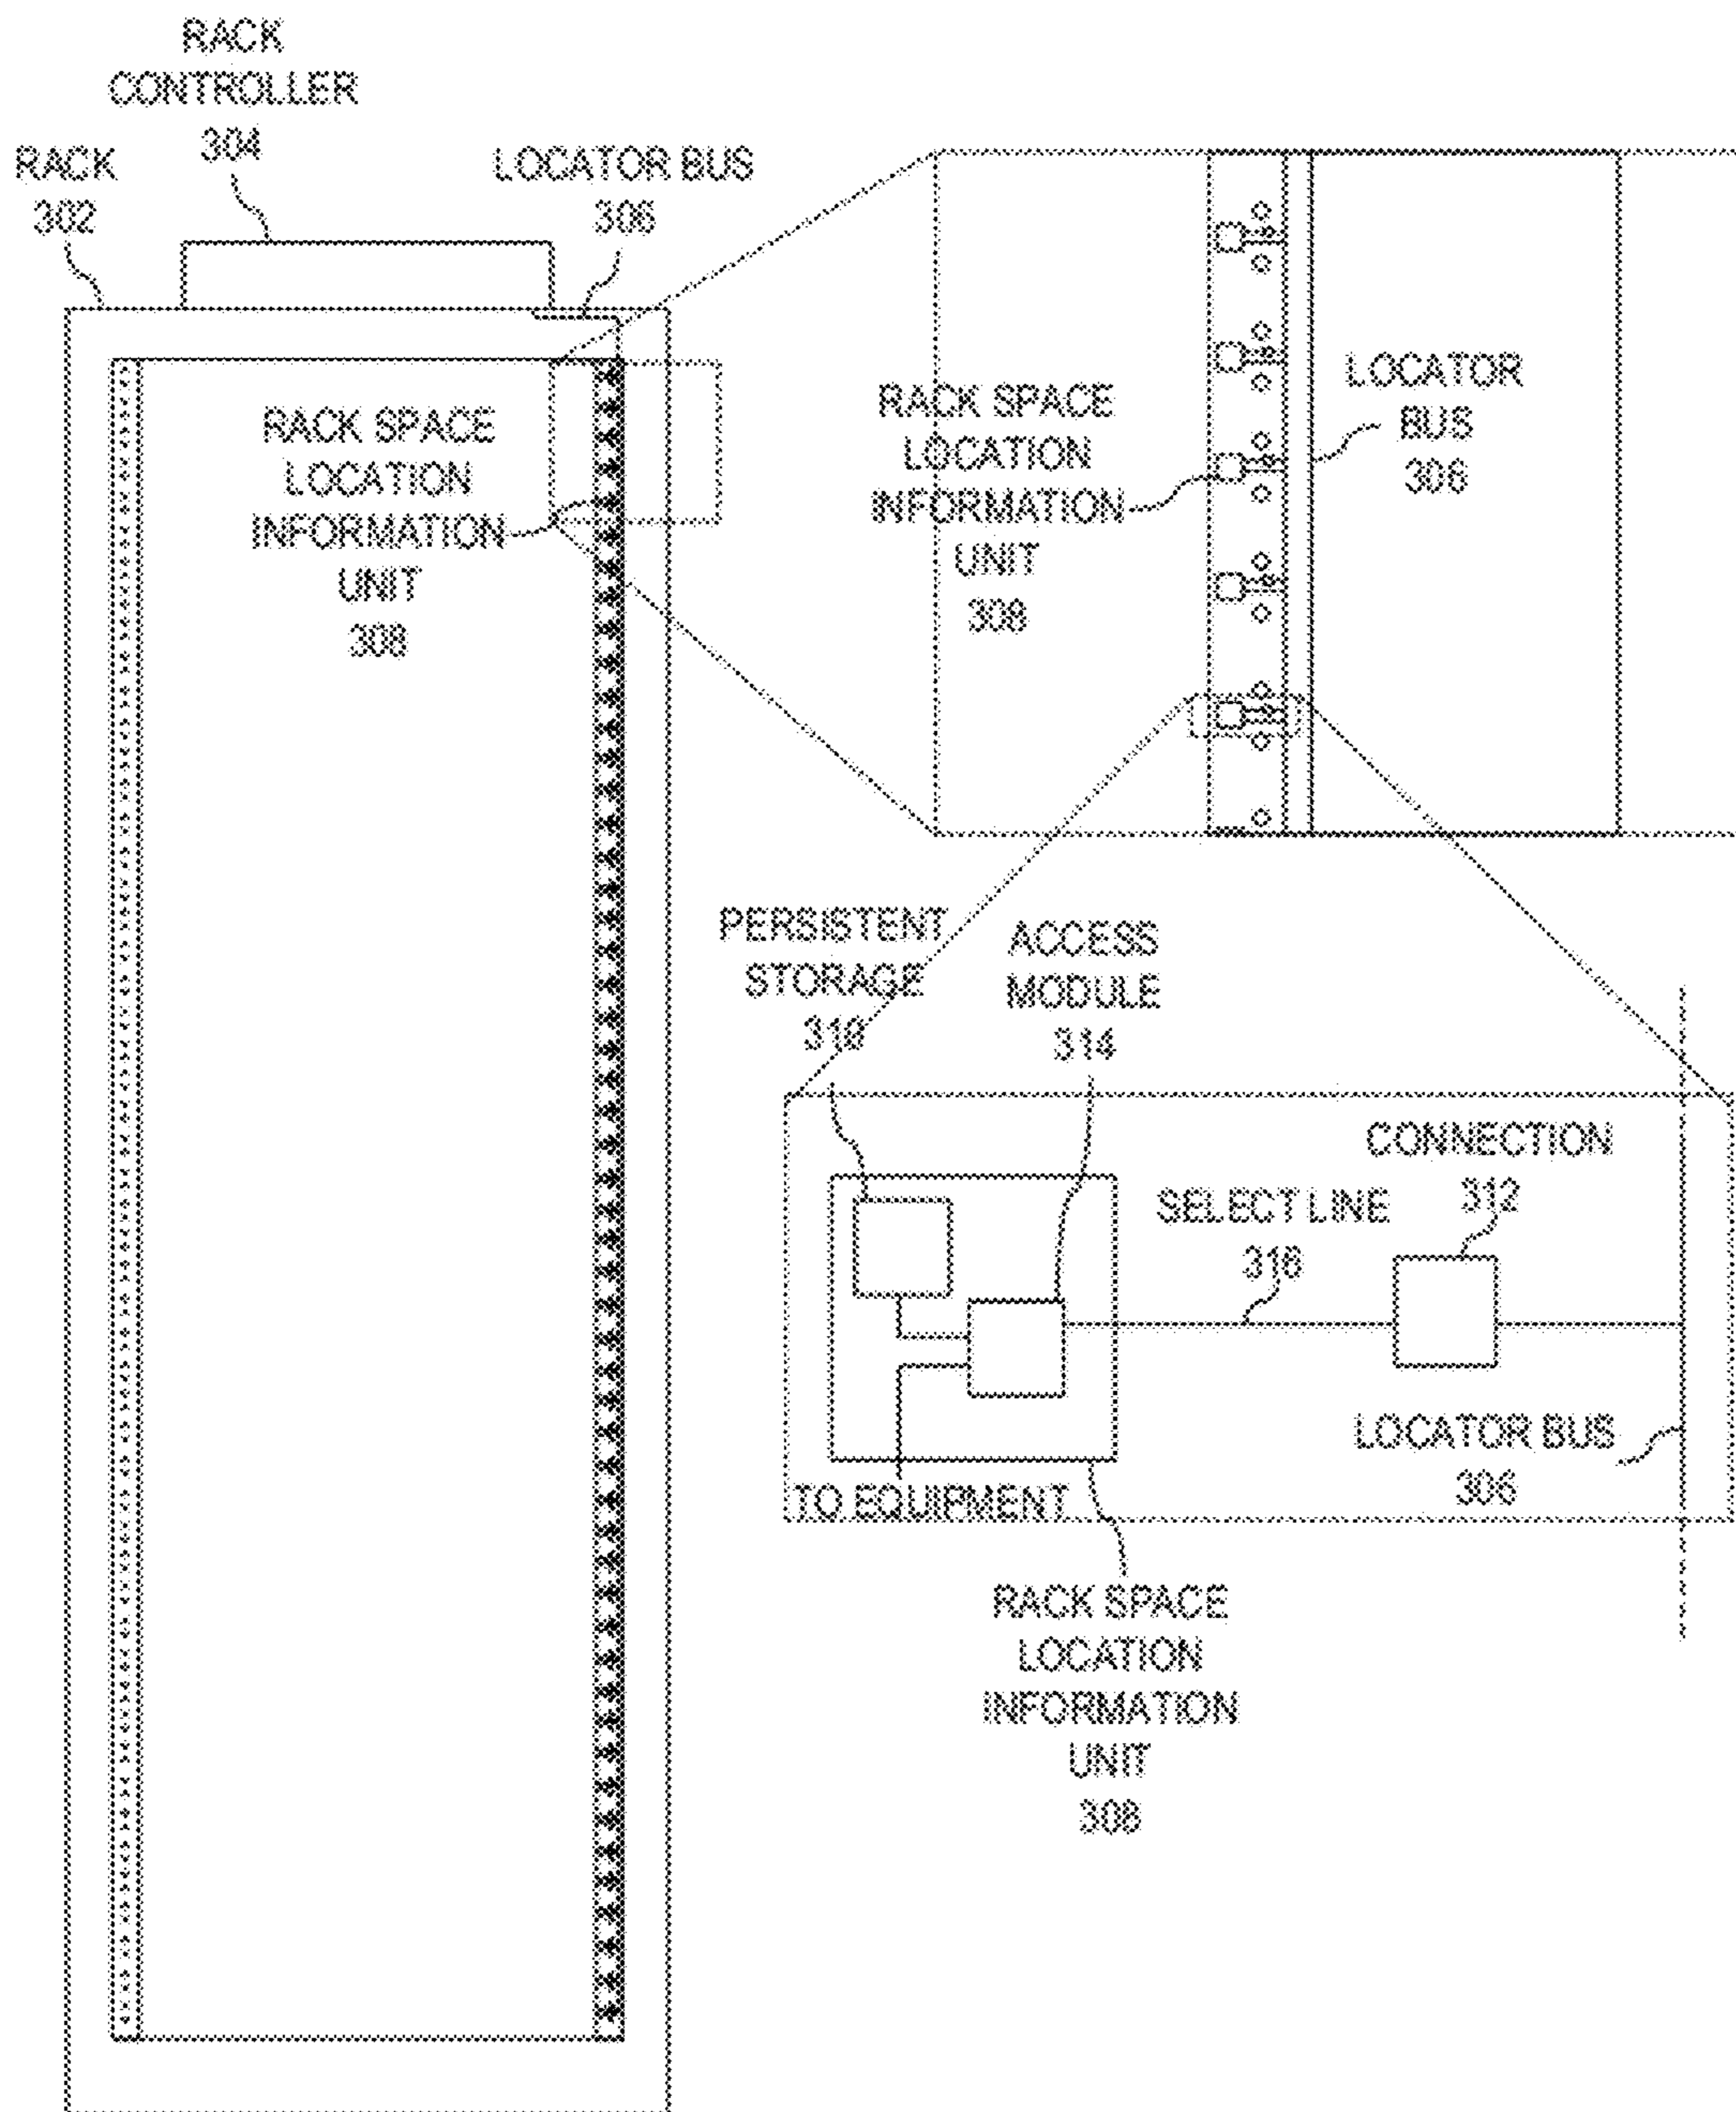 RACK
CONTROLLER
304
RACK
302
LOCATOR BUS
306
RACK SPACE
LOCATION
INFORMATION
UNIT
308
RACK SPACE
LOCATION
INFORMATION
UNIT
308
LOCATOR
BUS
306
PERSISTENT
STORAGE
310
ACCESS
MODULE
314
CONNECTION
312
SELECT LINE
316
LOCATOR BUS
306
TO EQUIPMENT
RACK SPACE
LOCATION
INFORMATION
UNIT
308